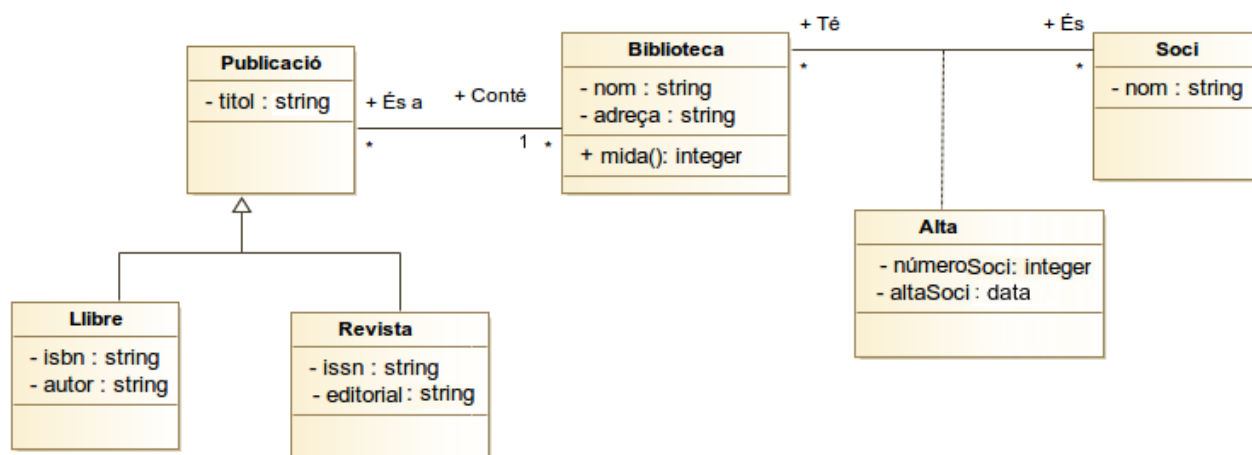 Publicació
- titol : string
+ És a
+ Conté
*
1
*
Biblioteca
- nom : string
- adreça : string
+ mida(): integer
+ Té
*
+ És
*
Soci
- nom : string
Alta
- númeroSoci: integer
- altaSoci : data
Llibre
- isbn : string
- autor : string
Revista
- issn : string
- editorial : string